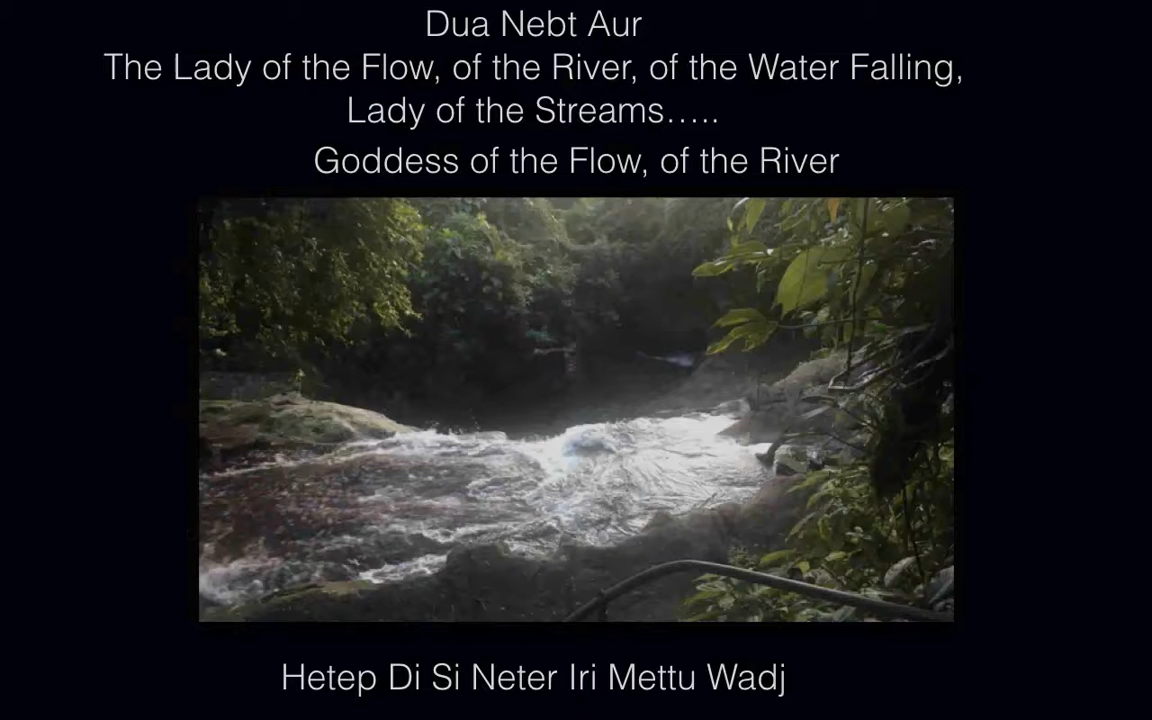 Dua Nebt Aur
The Lady of the Flow, of the River, of the Water Falling,
Lady of the Streams…..
Goddess of the Flow, of the River
Hetep Di Si Neter Iri Mettu Wadj